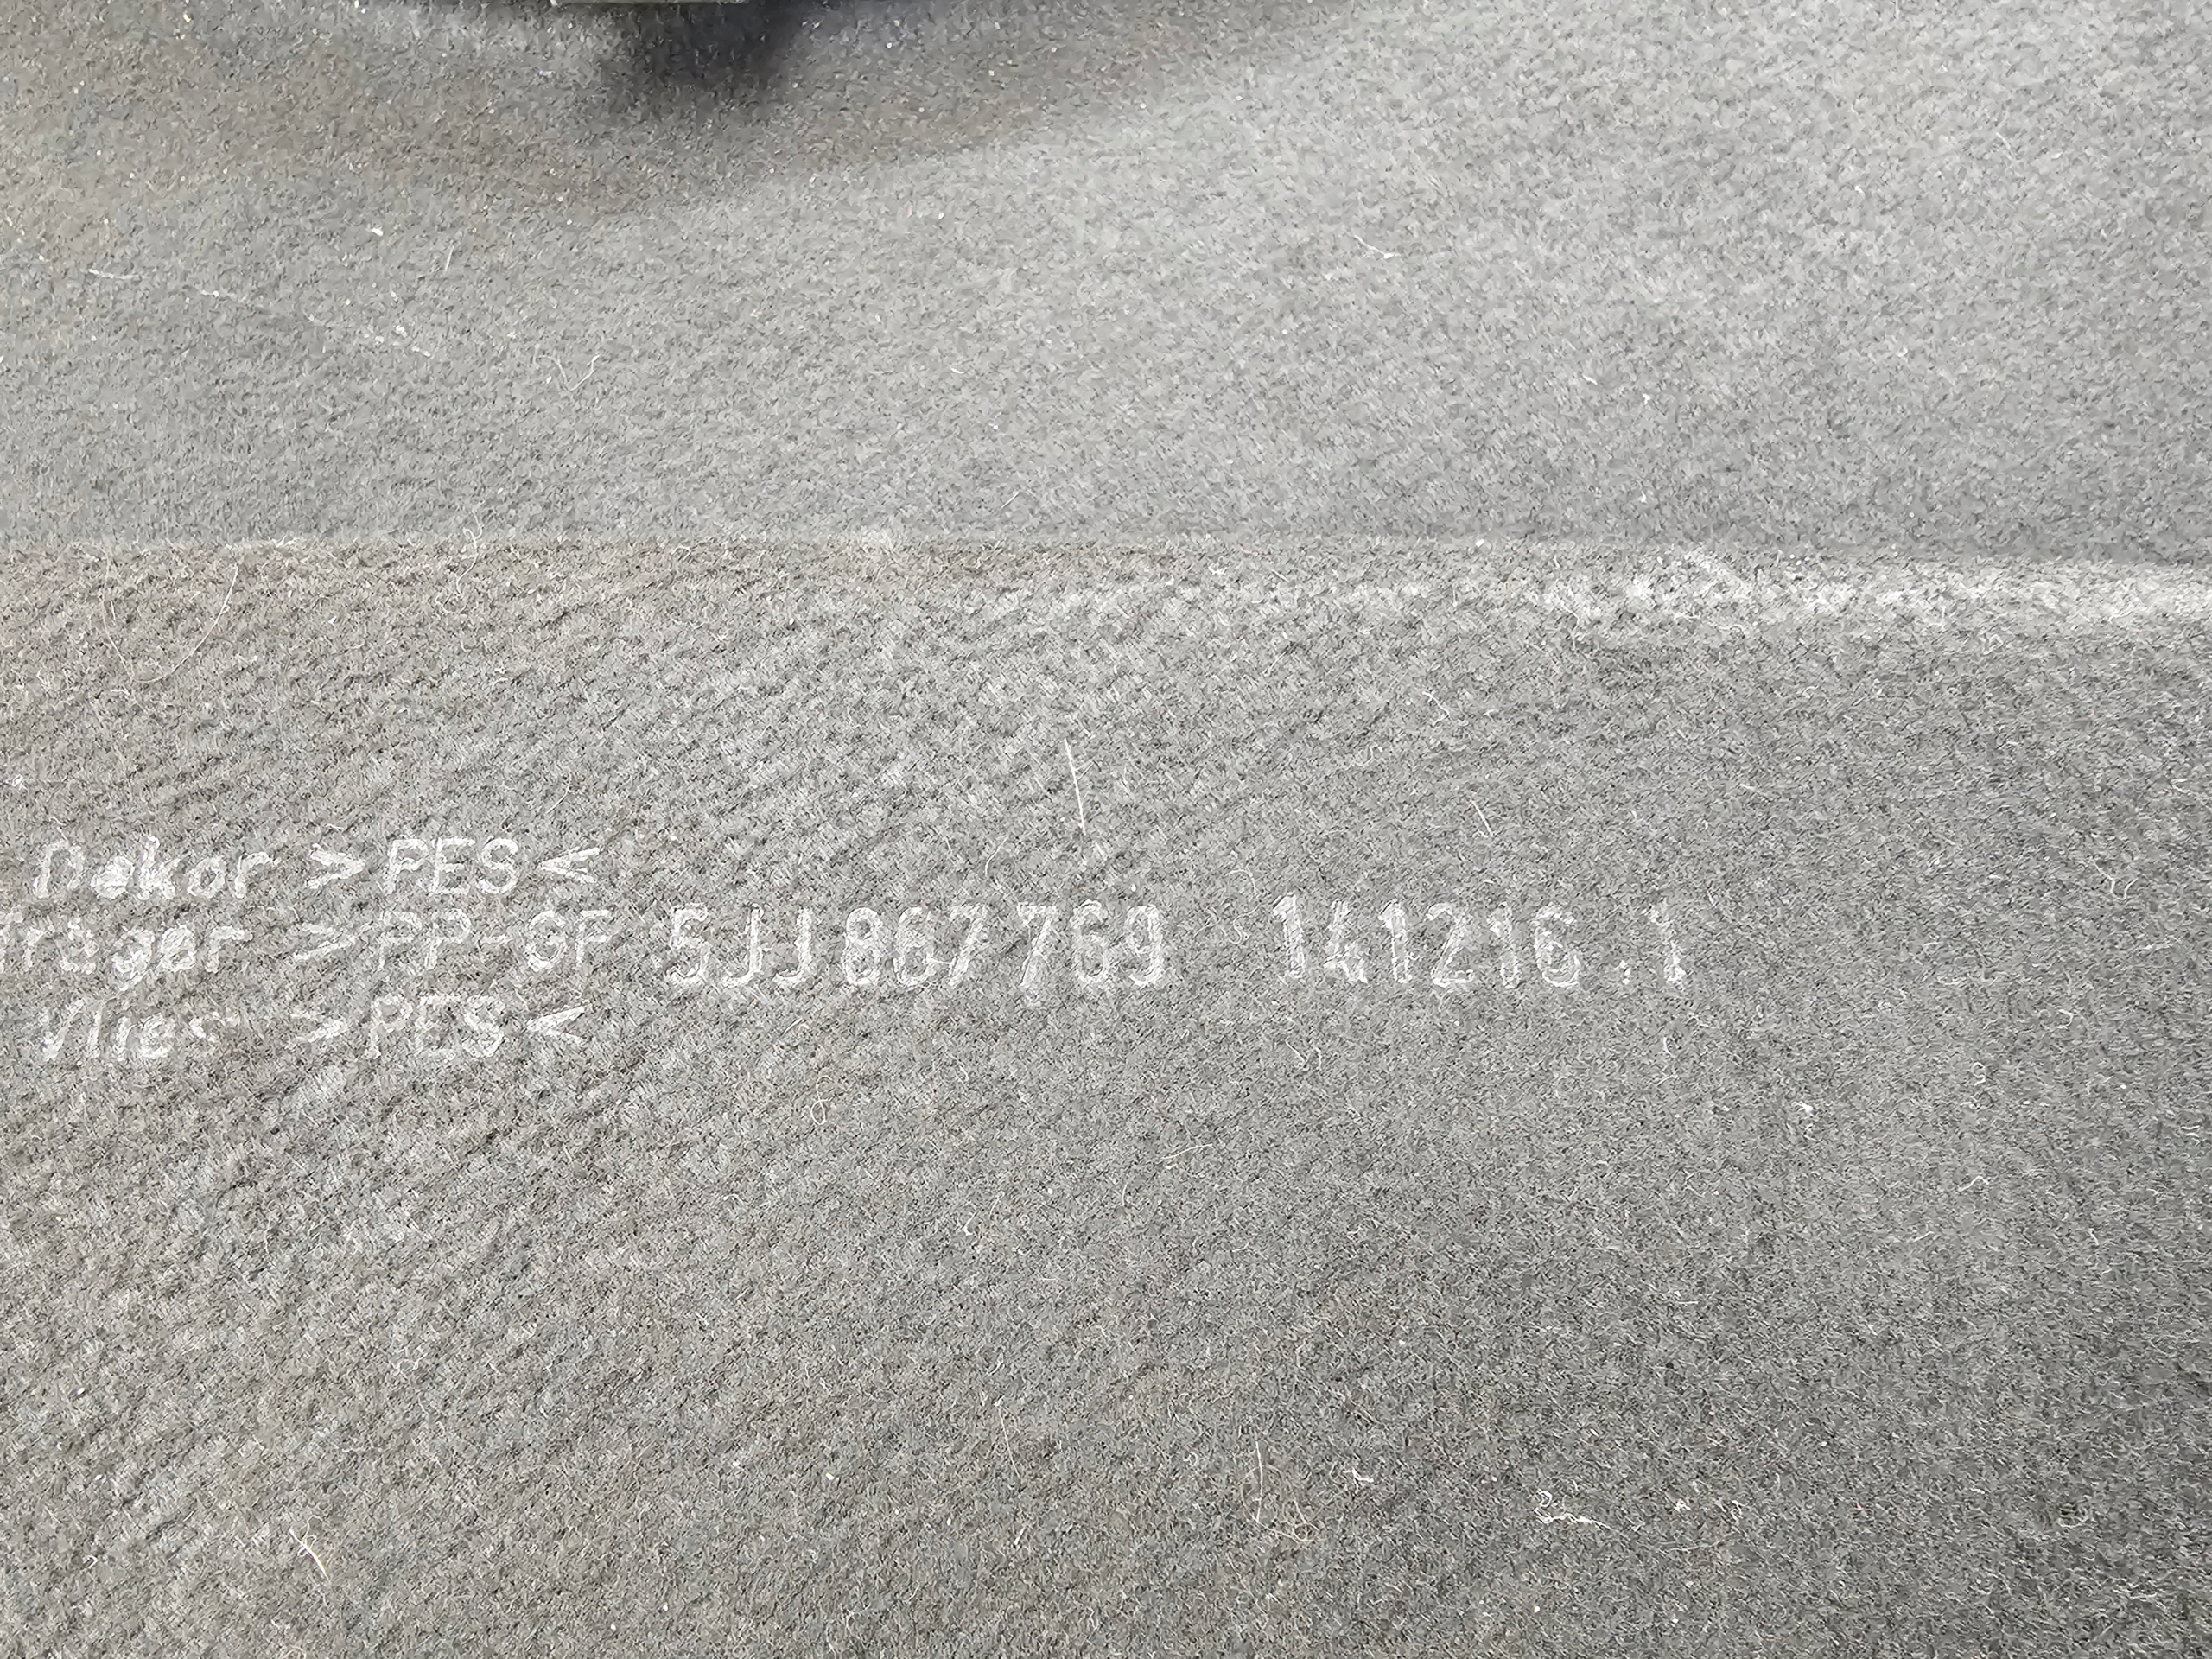 Dekor >PES<
Träger >PP-GF 5JJ867769 141216.1
Vlies >PES<